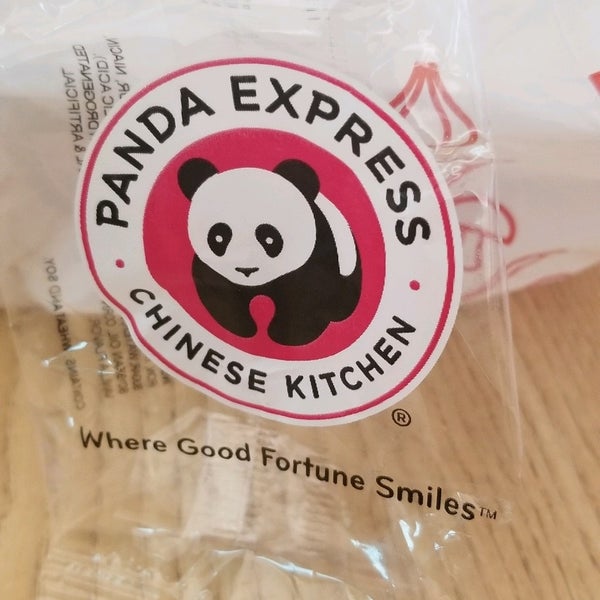 PANDA EXPRESS
CHINESE KITCHEN
®
Where Good Fortune Smiles™